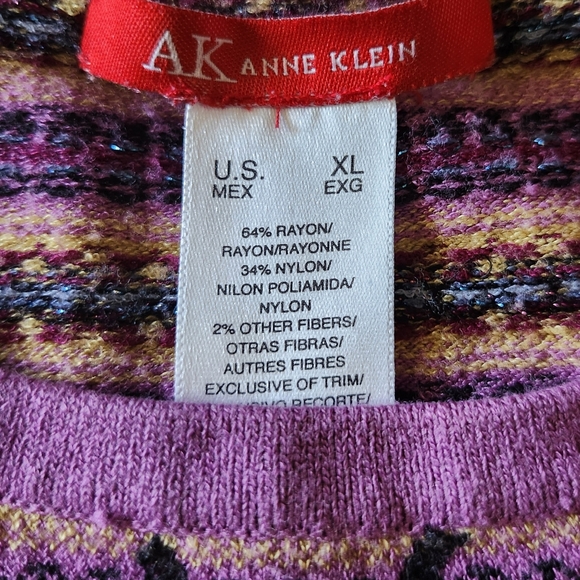 AK ANNE KLEIN
U.S. XL
MEX EXG
64% RAYON/
RAYON/RAYONNE
34% NYLON/
NILON POLIAMIDA/
NYLON
2% OTHER FIBERS/
OTRAS FIBRAS/
AUTRES FIBRES
EXCLUSIVE OF TRIM/
RECORTE/